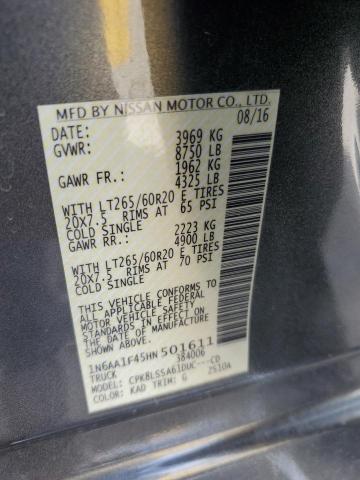 MFD BY NISSAN MOTOR CO., LTD.
DATE: 08/16
GVWR: 3969 KG
8750 LB
GAWR FR.: 1962 KG
4325 LB
WITH LT265/60R20 E TIRES
20X7.5 RIMS AT 65 PSI
COLD SINGLE
GAWR RR.: 2223 KG
4900 LB
WITH LT265/60R20 E TIRES
20X7.5 RIMS AT 70 PSI
COLD SINGLE
THIS VEHICLE CONFORMS TO
ALL APPLICABLE FEDERAL
MOTOR VEHICLE SAFETY
STANDARDS IN EFFECT ON
THE DATE OF MANUFACTURE
SHOWN ABOVE.
1N6AA1F45HN501611
TRUCK 384006
MODEL: CPK8LSSA61DUC---CD
COLOR: KAD TRIM: G 2510A